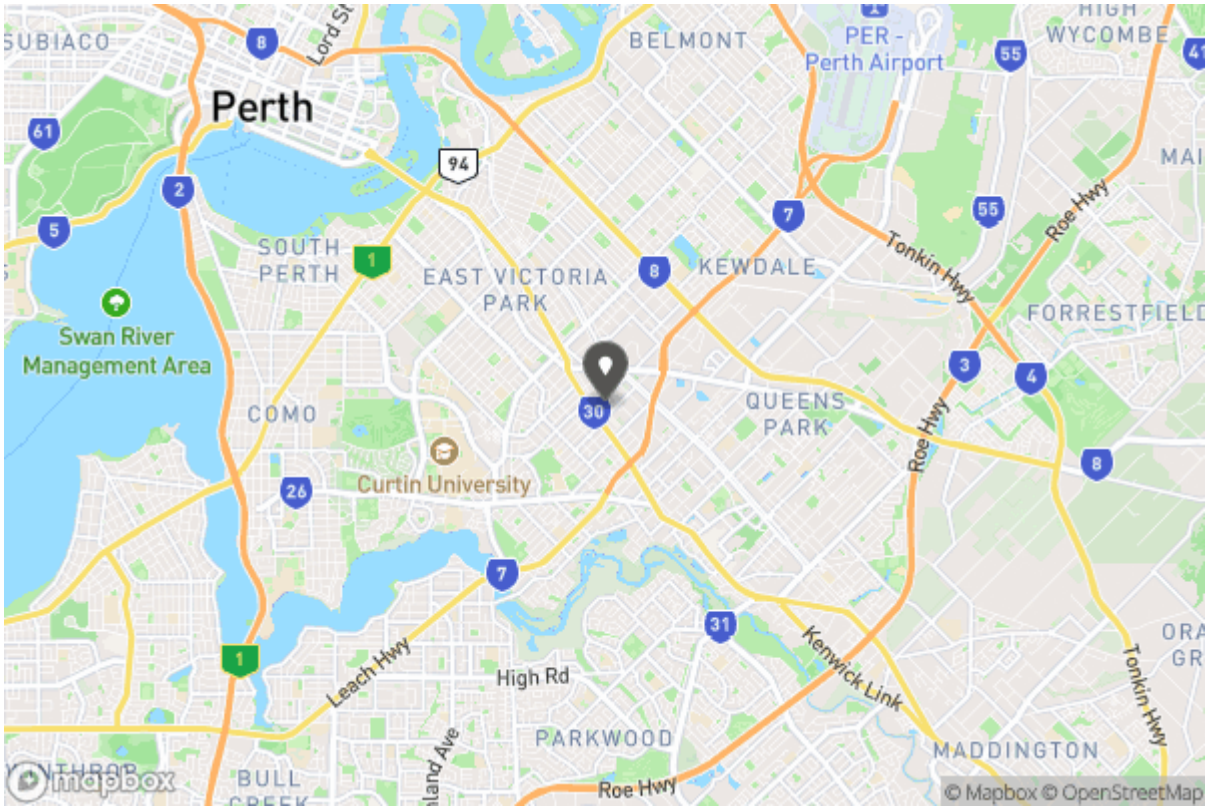 SUBIACO
8
Lord St
BELMONT
1
PER -
Perth Airport
55
HIGH
WYCOMBE
41
Perth
61
94
MAI
2
5
7
55
Roe Hwy
SOUTH
PERTH
1
EAST VICTORIA
PARK
8
KEWDALE
Tonkin Hwy
Swan River
Management Area
FORRESTFIELD
3
4
COMO
30
QUEENS
PARK
Roe Hwy
Curtin University
26
8
7
31
ORA
GR
1
Leach Hwy
High Rd
Kenwick Link
Tonkin Hwy
PARKWOOD
MADDINGTON
mapbox
BULL
CREEK
Roe Hwy
© Mapbox © OpenStreetMap